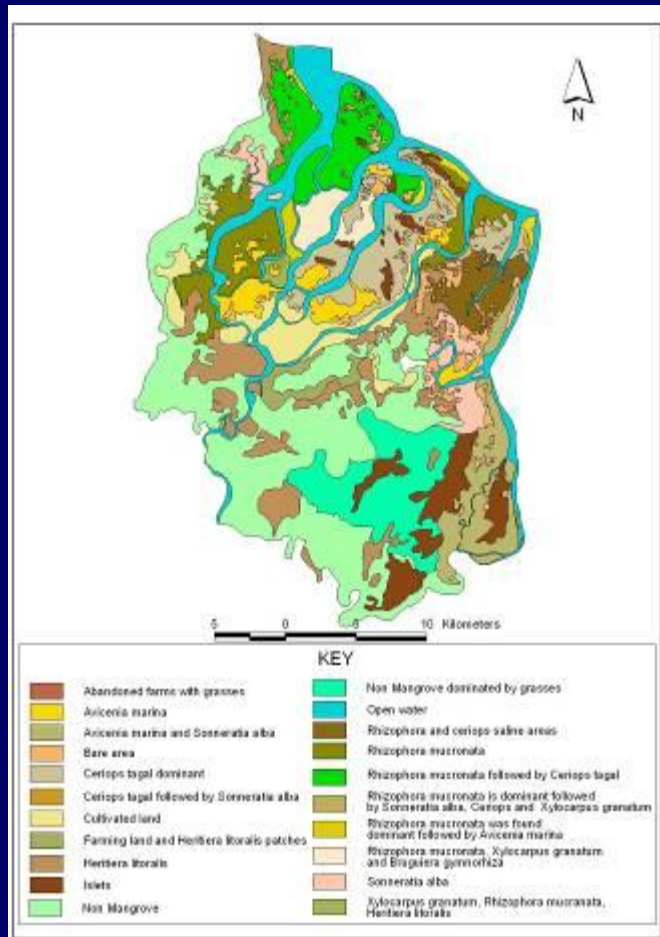 N
5 0 5 10 Kilometers
KEY
Abandoned farms with grasses
Avicenia marina
Avicenia marina and Sonneratia alba
Bare area
Ceriops tagal dominant
Ceriops tagal followed by Sonneratia alba
Cultivated land
Farming land and Heritiera litoralis patches
Heritiera litoralis
Islets
Non Mangrove
Non Mangrove dominated by grasses
Open water
Rhizophora and ceriops saline areas
Rhizophora mucronata
Rhizophora mucronata followed by Ceriops tagal
Rhizophora mucronata is dominant followed
by Sonneratia alba, Ceriops and Xylocarpus granatum
Rhizophora mucronata was found
dominant followed by Avicenia marina
Rhizophora mucronata, Xylocarpus granatum
and Bruguiera gymnorhiza
Sonneratia alba
Xylocarpus granatum, Rhizophora mucranata,
Heritiera litoralis